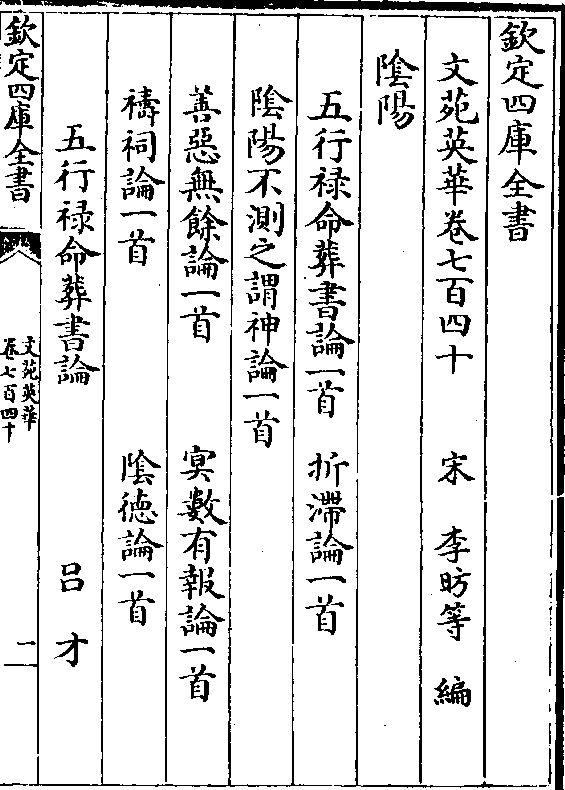 欽定四庫全書
文苑英華卷七百四十 宋 李昉等 編
陰陽
五行禄命葬書論一首 折滯論一首
陰陽不測之謂神論一首
善惡無餘論一首 冥數有報論一首
禱祠論一首 陰徳論一首
五行禄命葬書論 吕才
欽定四庫全書
文苑英華
卷七百四十
二